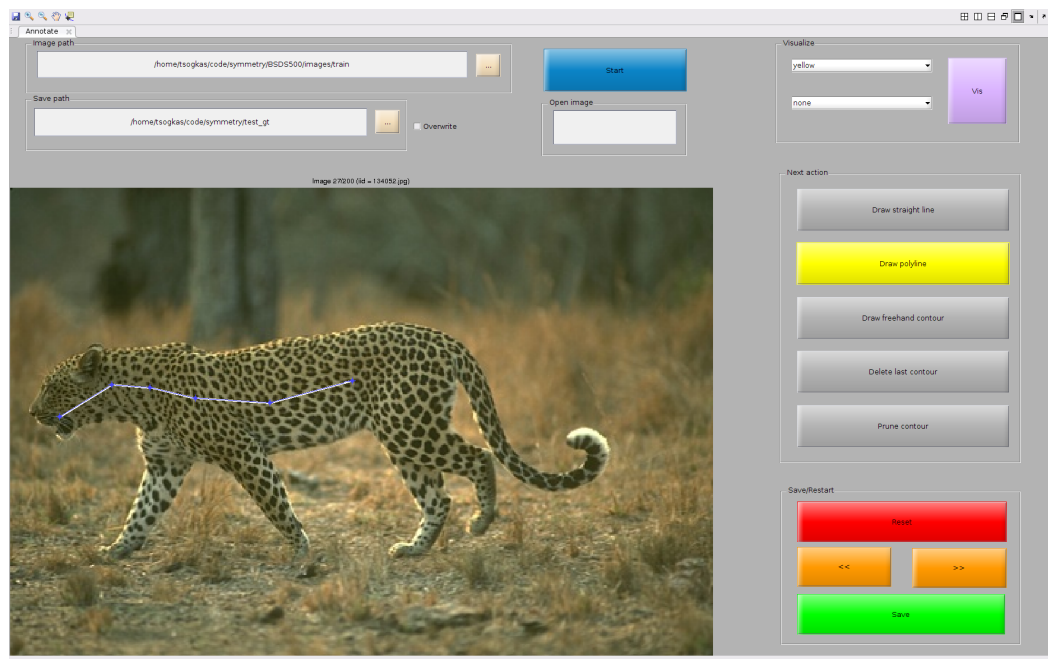 Annotate
Image path
/home/tsogkas/code/symmetry/BSDS500/images/train
...
Start
Visualize
yellow
none
Vis
Save path
/home/tsogkas/code/symmetry/test_gt
...
Overwrite
Open image
Image 27/200 (iid = 134052.jpg)
Next action
Draw straight line
Draw polyline
Draw freehand contour
Delete last contour
Prune contour
Save/Restart
Reset
<<
>>
Save